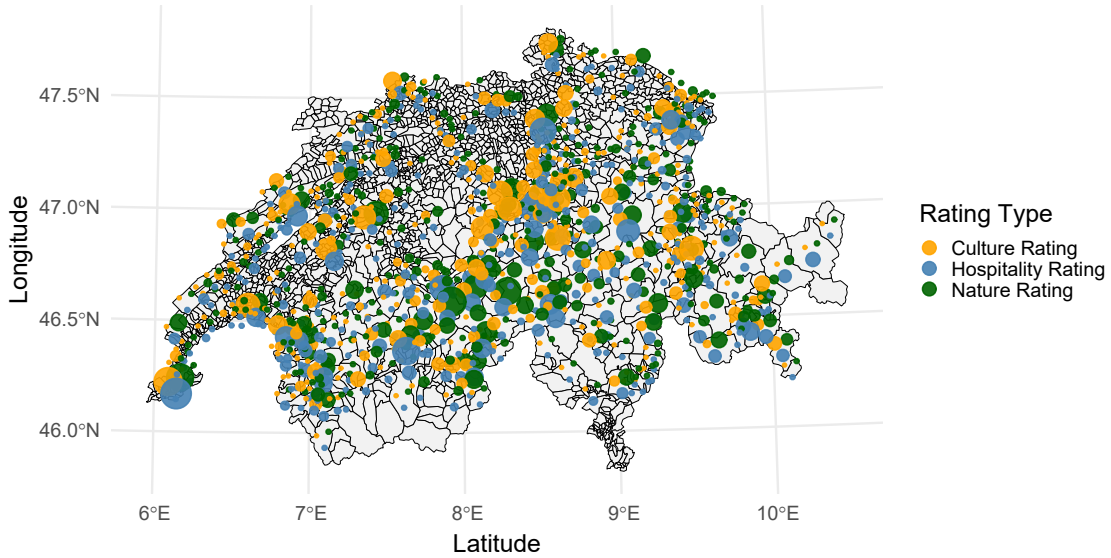 47.5°N
47.0°N
46.5°N
46.0°N
Longitude
6°E
7°E
8°E
9°E
10°E
Latitude
Rating Type
Culture Rating
Hospitality Rating
Nature Rating